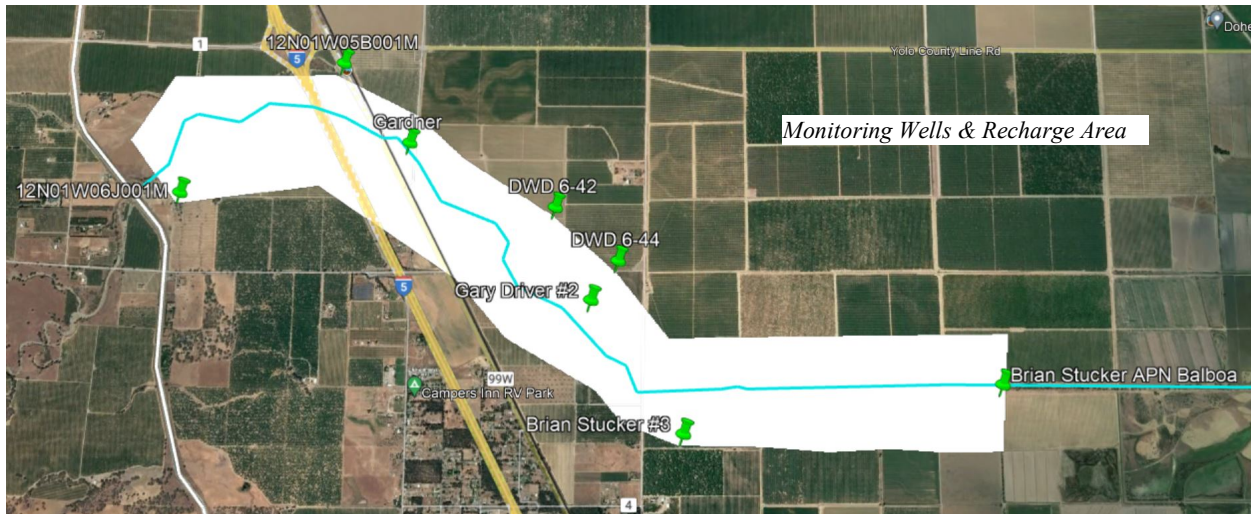 Dohe
1
12N01W05B001M
Yolo County Line Rd
5
Gardner
Monitoring Wells & Recharge Area
12N01W06J001M
DWD 6-42
DWD 6-44
5
Gary Driver #2
99W
Brian Stucker APN Balboa
Campers Inn RV Park
Brian Stucker #3
4